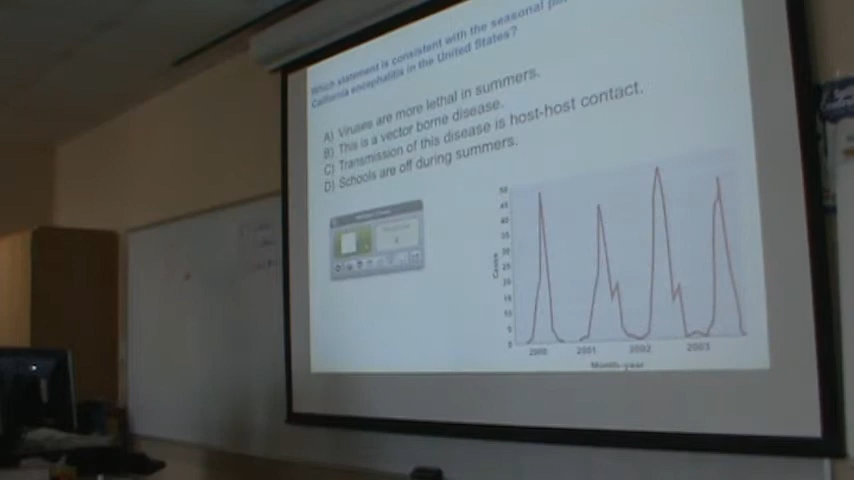 Which statement is consistent with the seasonal
California encephalitis in the United States?
A) Viruses are more lethal in summers.
B) This is a vector borne disease.
C) Transmission of this disease is host-host contact.
D) Schools are off during summers.
Cases
50
45
40
35
30
25
20
15
10
5
0
2000 2001 2002 2003
Month-year